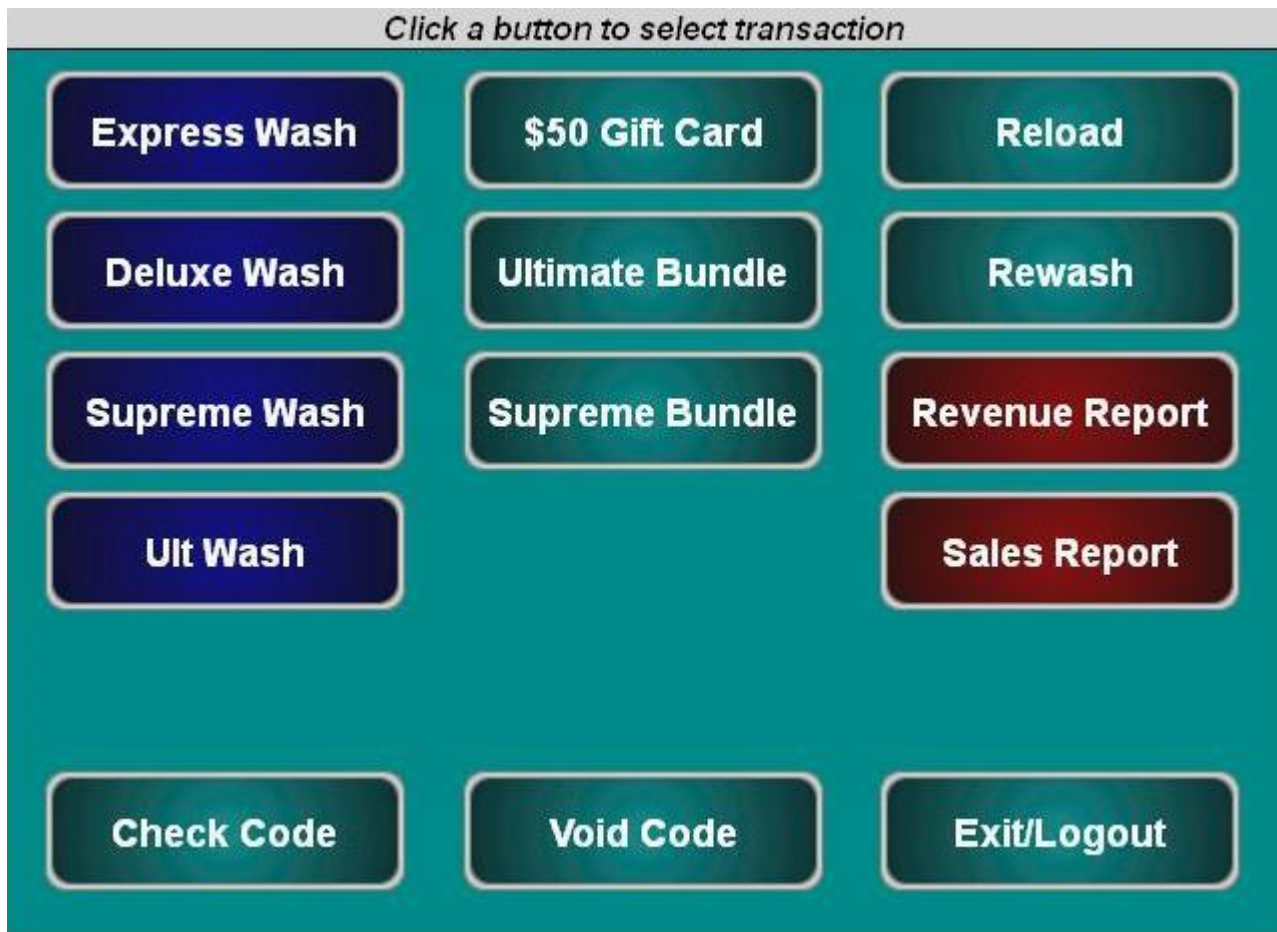 Click a button to select transaction
Express Wash
$50 Gift Card
Reload
Deluxe Wash
Ultimate Bundle
Rewash
Supreme Wash
Supreme Bundle
Revenue Report
Ult Wash
Sales Report
Check Code
Void Code
Exit/Logout